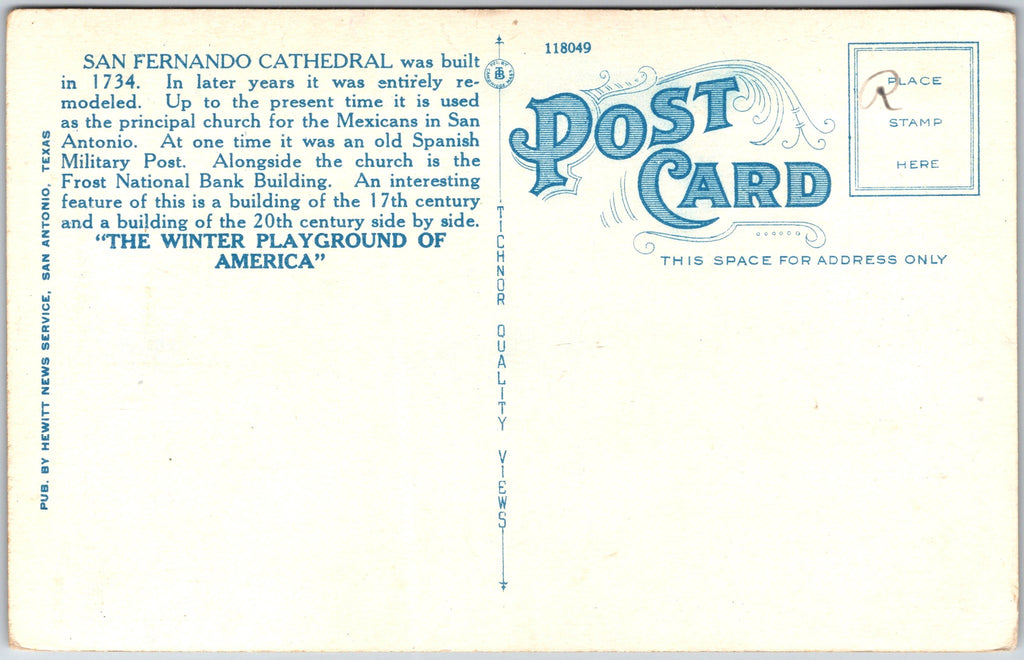 SAN FERNANDO CATHEDRAL was built
in 1734. In later years it was entirely re-
modeled. Up to the present time it is used
as the principal church for the Mexicans in San
Antonio. At one time it was an old Spanish
Military Post. Alongside the church is the
Frost National Bank Building. An interesting
feature of this is a building of the 17th century
and a building of the 20th century side by side.
"THE WINTER PLAYGROUND OF
AMERICA"
PUB. BY HEWITT NEWS SERVICE, SAN ANTONIO, TEXAS
TICHNOR QUALITY VIEWS
118049
POST
CARD
THIS SPACE FOR ADDRESS ONLY
PLACE
STAMP
HERE
R